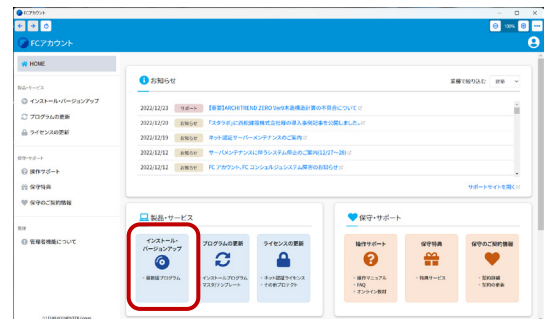 FCアカウント
100%
FCアカウント
HOME
製品・サービス
インストール・バージョンアップ
プログラムの更新
ライセンスの更新
保守・サポート
操作サポート
保守特典
保守のご契約情報
管理
管理者機能について
お知らせ
業種で絞り込む 建築
2022/12/23 サポート 【重要】ARCHITREND ZERO Ver9木造構造計算の不具合について
2022/12/20 お知らせ 「スタラボ」に西松建設株式会社様の導入事例記事を公開しました。
2022/12/19 お知らせ ネット認証サーバーメンテナンスのご案内
2022/12/12 お知らせ サーバメンテナンスに伴うシステム停止のご案内(12/27～28)
2022/12/12 お知らせ FC アカウント、FC コンシェルジュシステム障害のお知らせ
サポートサイトを開く
製品・サービス
インストール・
バージョンアップ
・最新版プログラム
プログラムの更新
・インストールプログラム
マスタ/テンプレート
ライセンスの更新
・ネット認証ライセンス
・その他プロテクト
保守・サポート
操作サポート
・操作マニュアル
・FAQ
・オンライン教材
保守特典
・特典サービス
保守のご契約情報
・契約詳細
・契約の更新